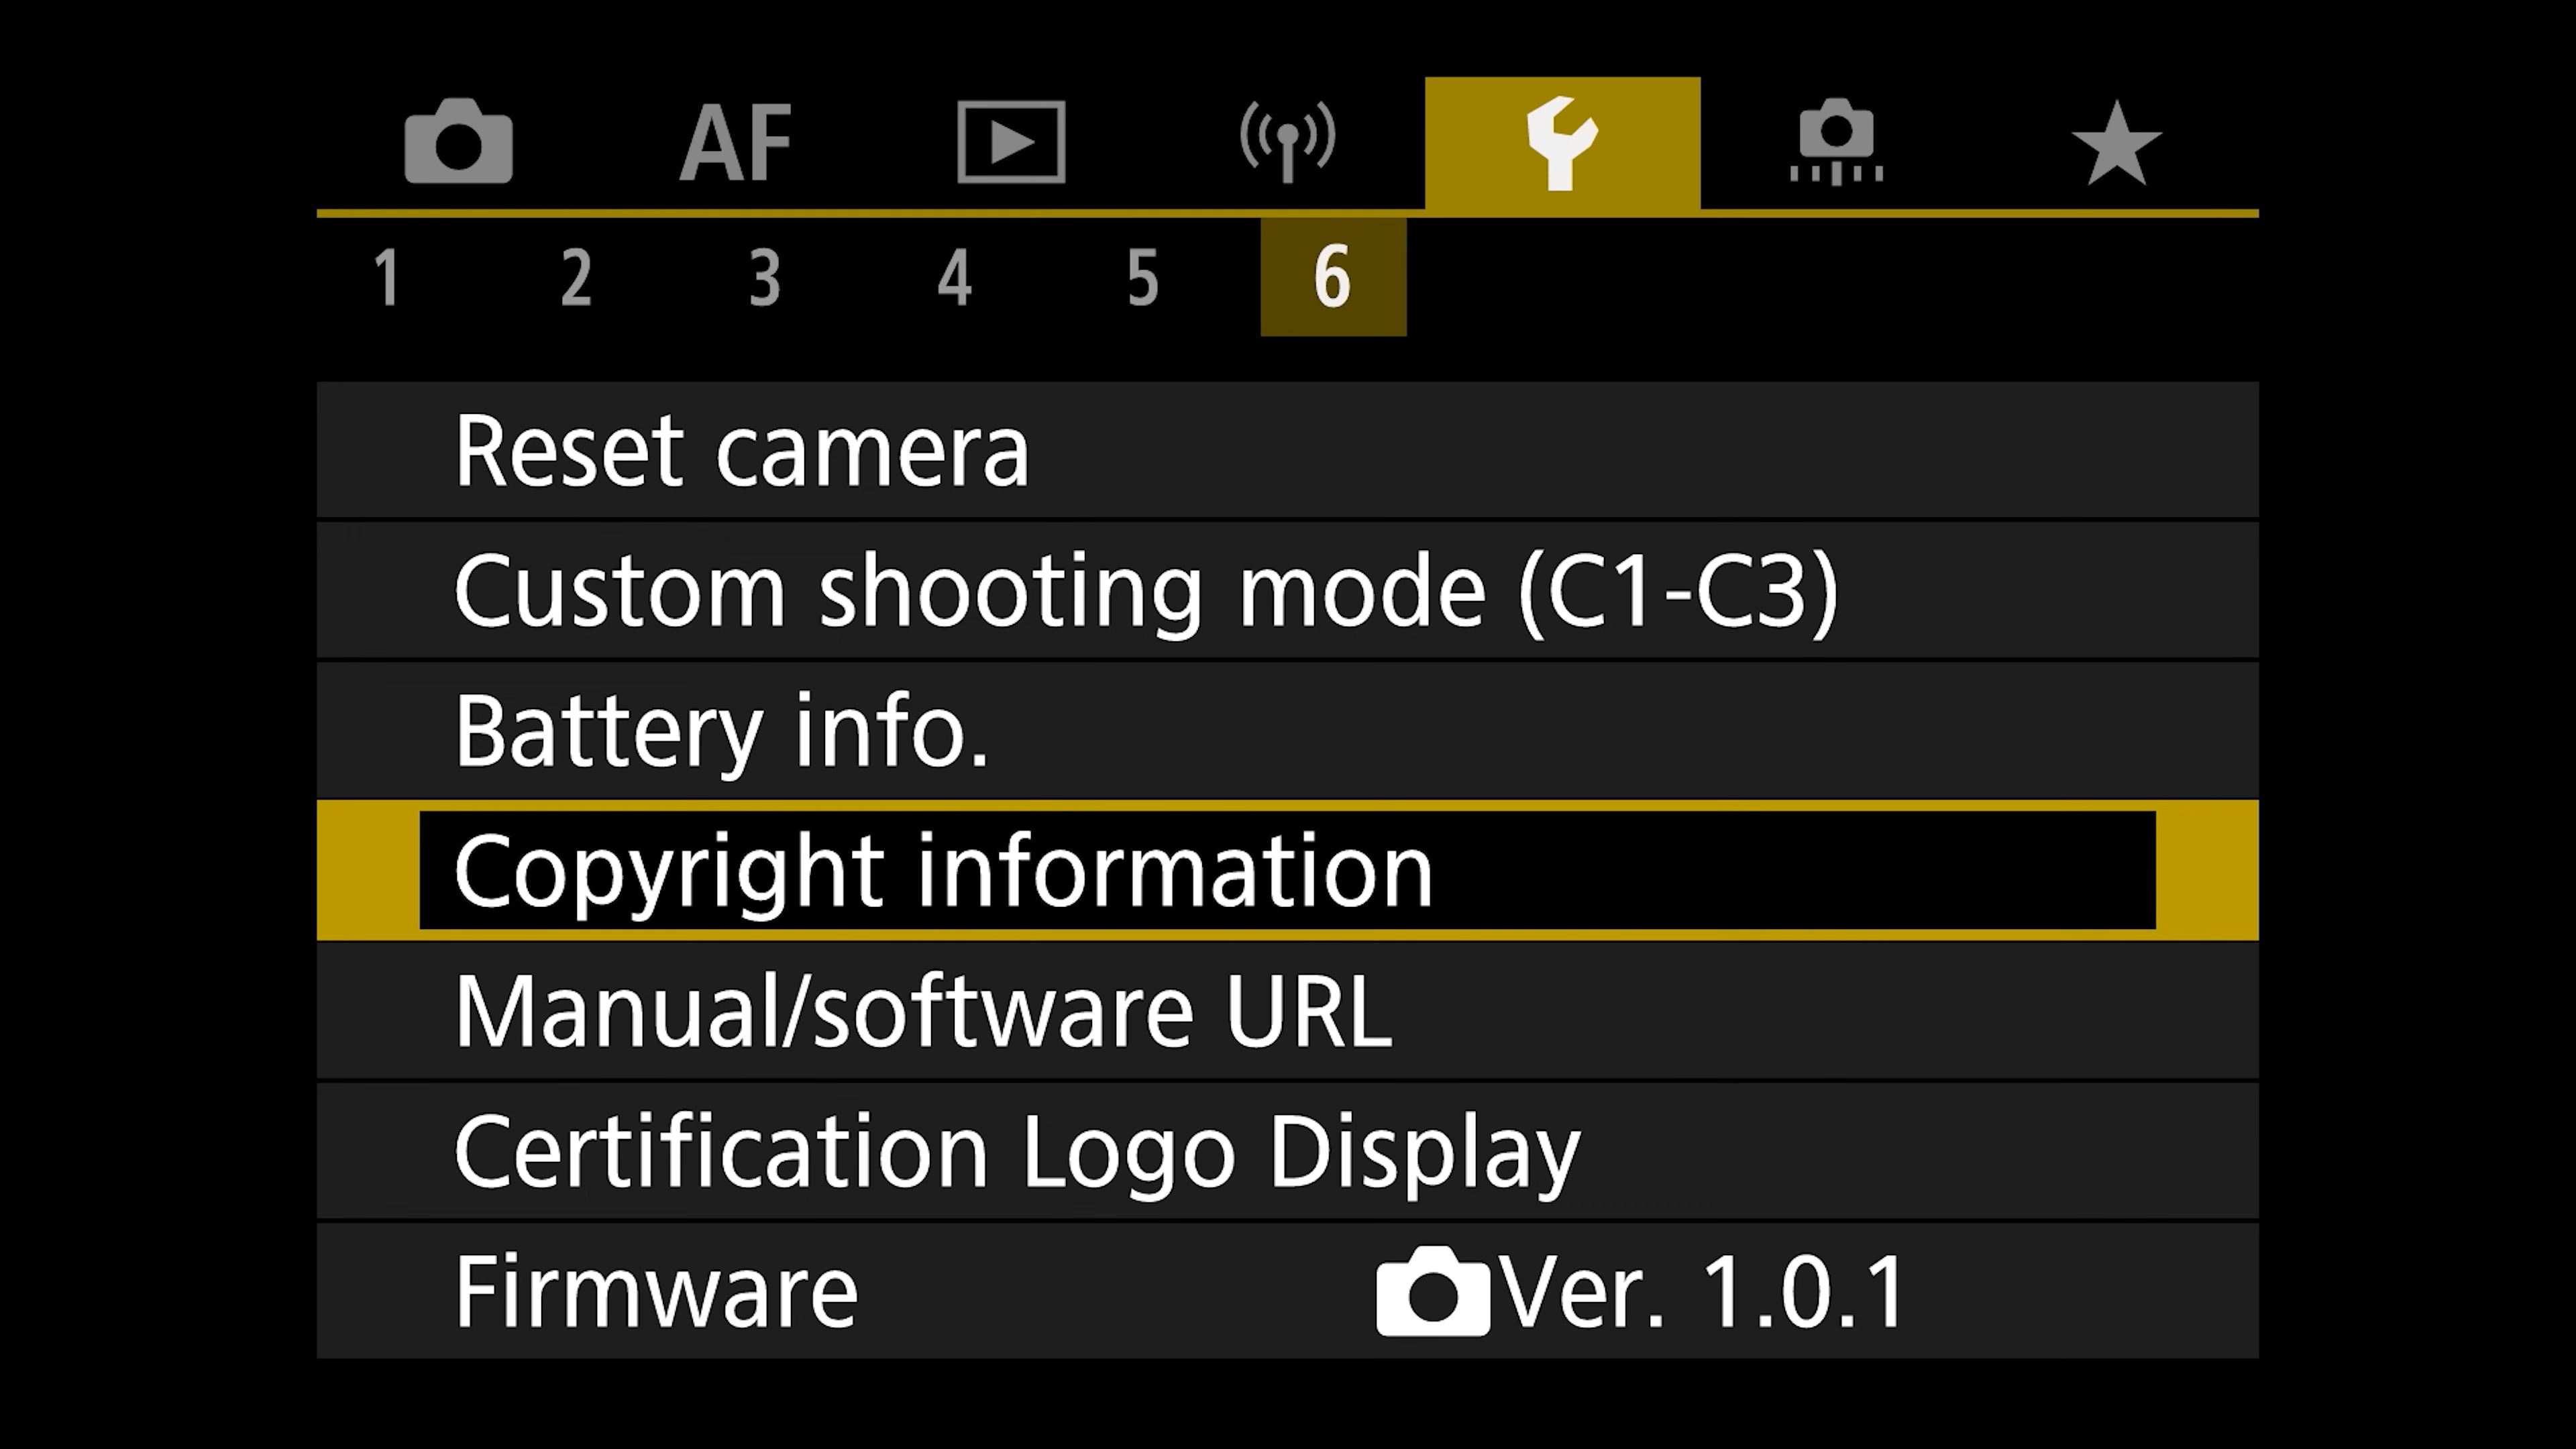 AF
1 2 3 4 5 6
Reset camera
Custom shooting mode (C1-C3)
Battery info.
Copyright information
Manual/software URL
Certification Logo Display
Firmware Ver. 1.0.1